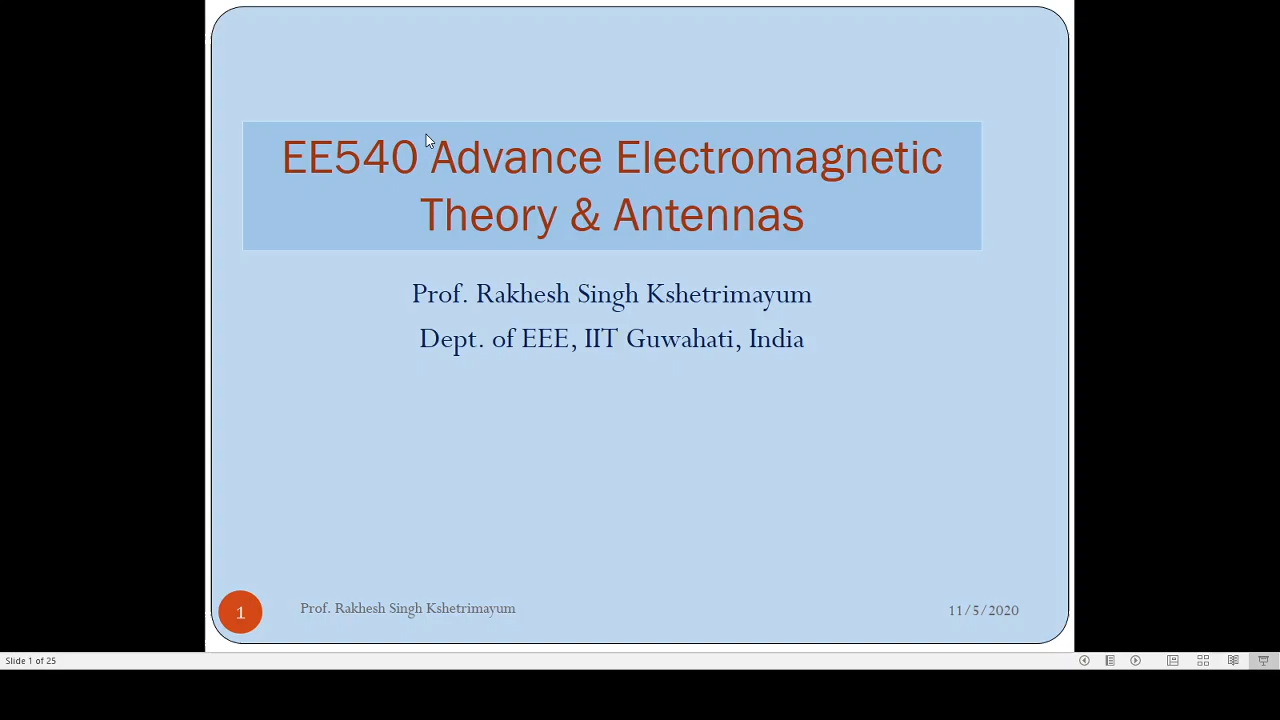 EE540 Advance Electromagnetic
Theory & Antennas
Prof. Rakhesh Singh Kshetrimayum
Dept. of EEE, IIT Guwahati, India
1
Prof. Rakhesh Singh Kshetrimayum
11/5/2020
Slide 1 of 25